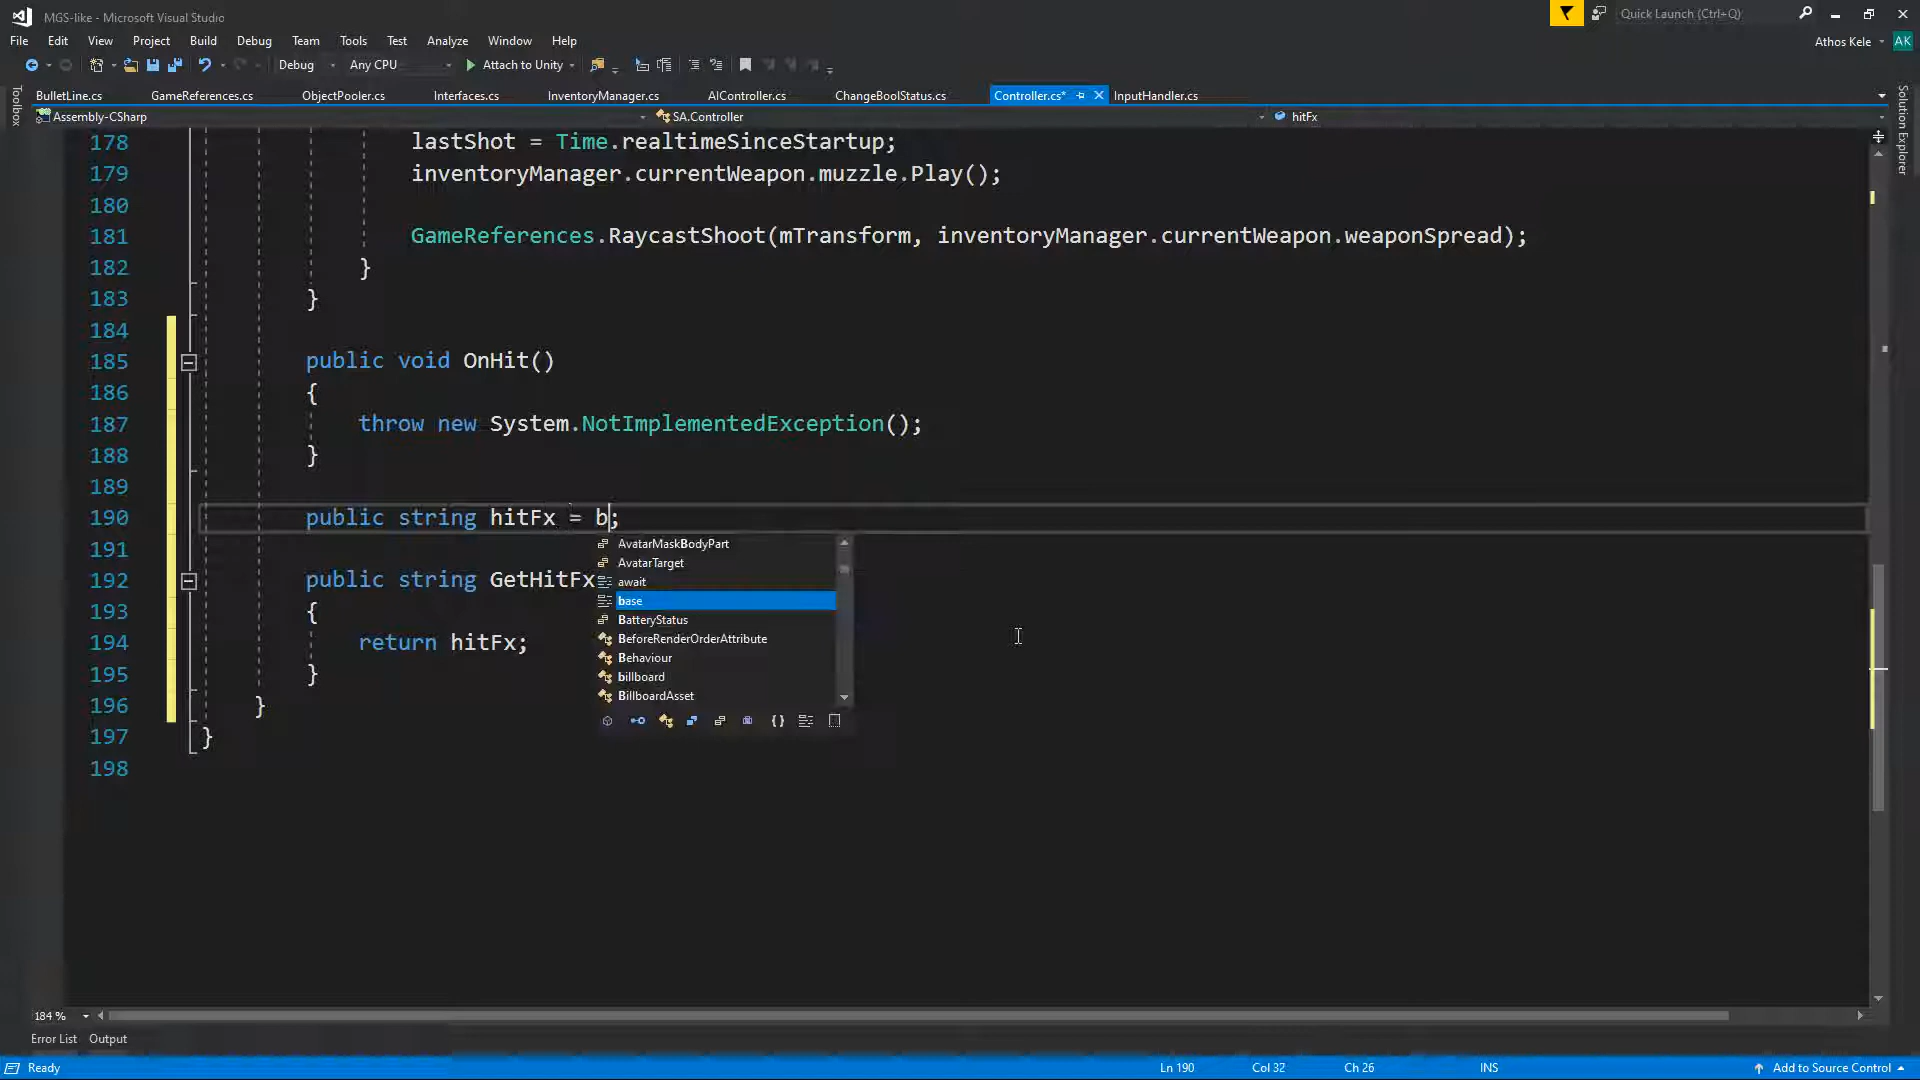 MGS-like - Microsoft Visual Studio
Quick Launch (Ctrl+Q)
File Edit View Project Build Debug Team Tools Test Analyze Window Help
Athos Kele AK
Debug Any CPU Attach to Unity
BulletLine.cs GameReferences.cs ObjectPooler.cs Interfaces.cs InventoryManager.cs AIController.cs ChangeBoolStatus.cs Controller.cs* InputHandler.cs
Toolbox
Solution Explorer
Assembly-CSharp SA.Controller hitFx
178 lastShot = Time.realtimeSinceStartup;
179 inventoryManager.currentWeapon.muzzle.Play();
180
181 GameReferences.RaycastShoot(mTransform, inventoryManager.currentWeapon.weaponSpread);
182 }
183 }
184
185 public void OnHit()
186 {
187 throw new System.NotImplementedException();
188 }
189
190 public string hitFx = b;
191
192 public string GetHitFx
193 {
194 return hitFx;
195 }
196 }
197 }
198
AvatarMaskBodyPart
AvatarTarget
await
base
BatteryStatus
BeforeRenderOrderAttribute
Behaviour
billboard
BillboardAsset
184 %
Error List Output
Ready Ln 190 Col 32 Ch 26 INS Add to Source Control